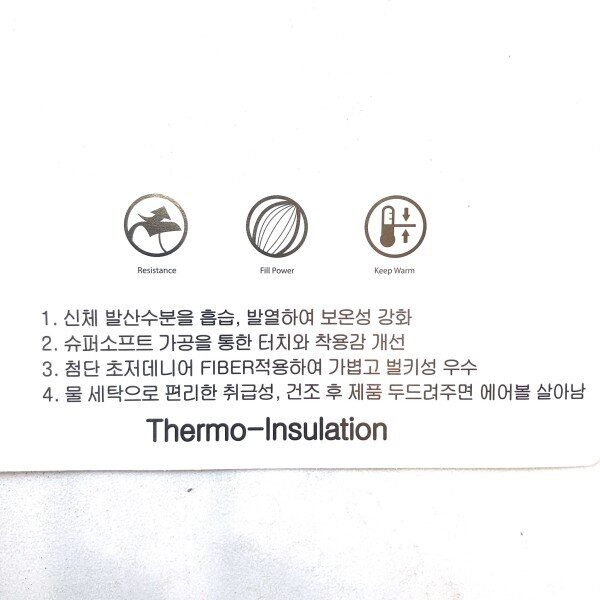 Resistance
Fill Power
Keep Warm
1. 신체 발산수분을 흡습, 발열하여 보온성 강화
2. 슈퍼소프트 가공을 통한 터치와 착용감 개선
3. 첨단 초저데니어 FIBER적용하여 가볍고 벌키성 우수
4. 물 세탁으로 편리한 취급성, 건조 후 제품 두드려주면 에어볼 살아남
Thermo-Insulation